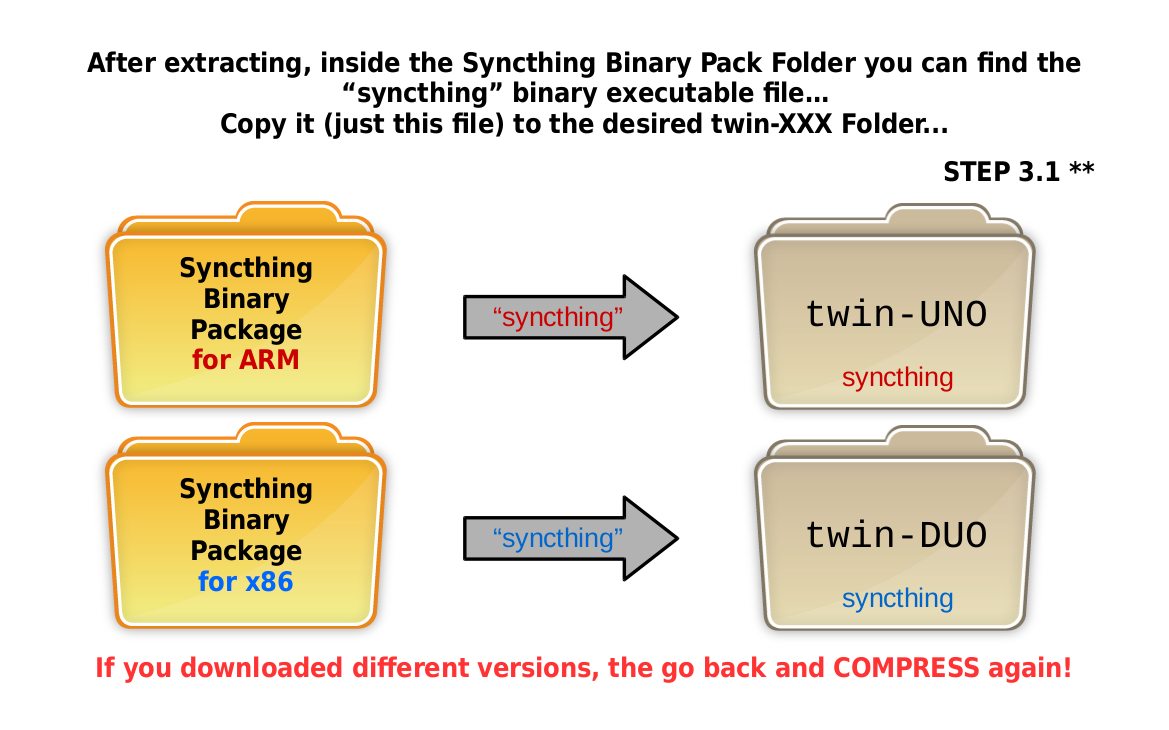 After extracting, inside the Syncthing Binary Pack Folder you can find the
“syncthing” binary executable file...
Copy it (just this file) to the desired twin-XXX Folder...
STEP 3.1 **
Syncthing
Binary
Package
for ARM
“syncthing”
twin-UNO
syncthing
Syncthing
Binary
Package
for x86
“syncthing”
twin-DUO
syncthing
If you downloaded different versions, the go back and COMPRESS again!